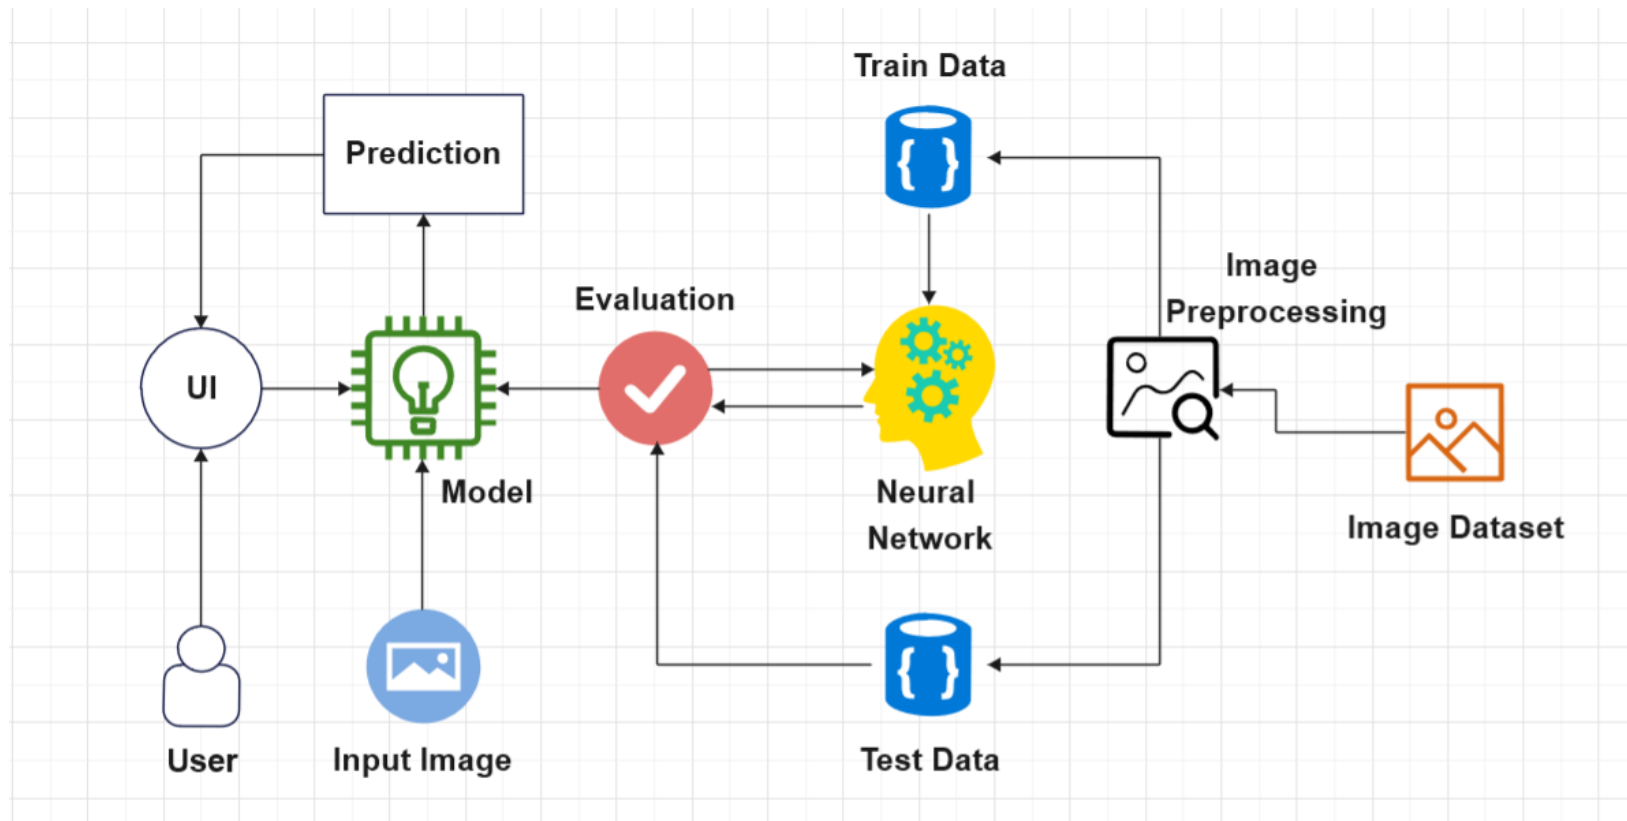 Train Data
Prediction
Image
Preprocessing
Evaluation
UI
Model
Neural
Network
Image Dataset
User
Input Image
Test Data